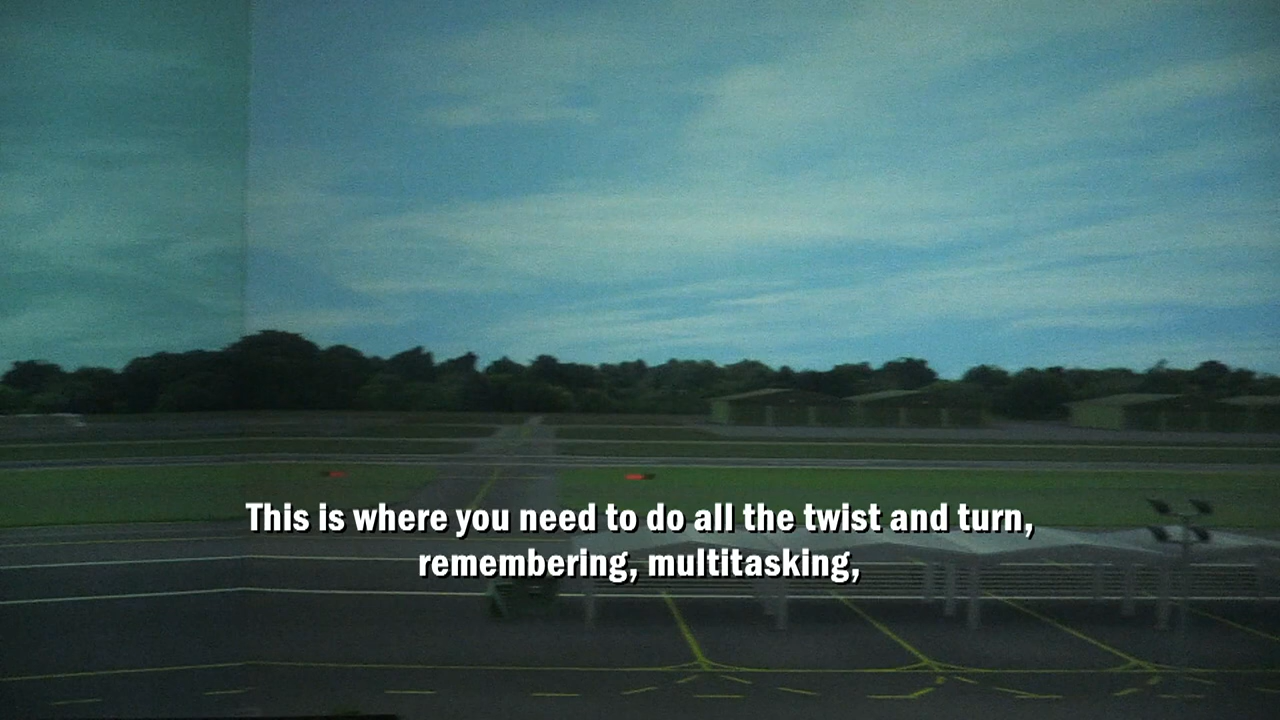 This is where you need to do all the twist and turn,
remembering, multitasking,